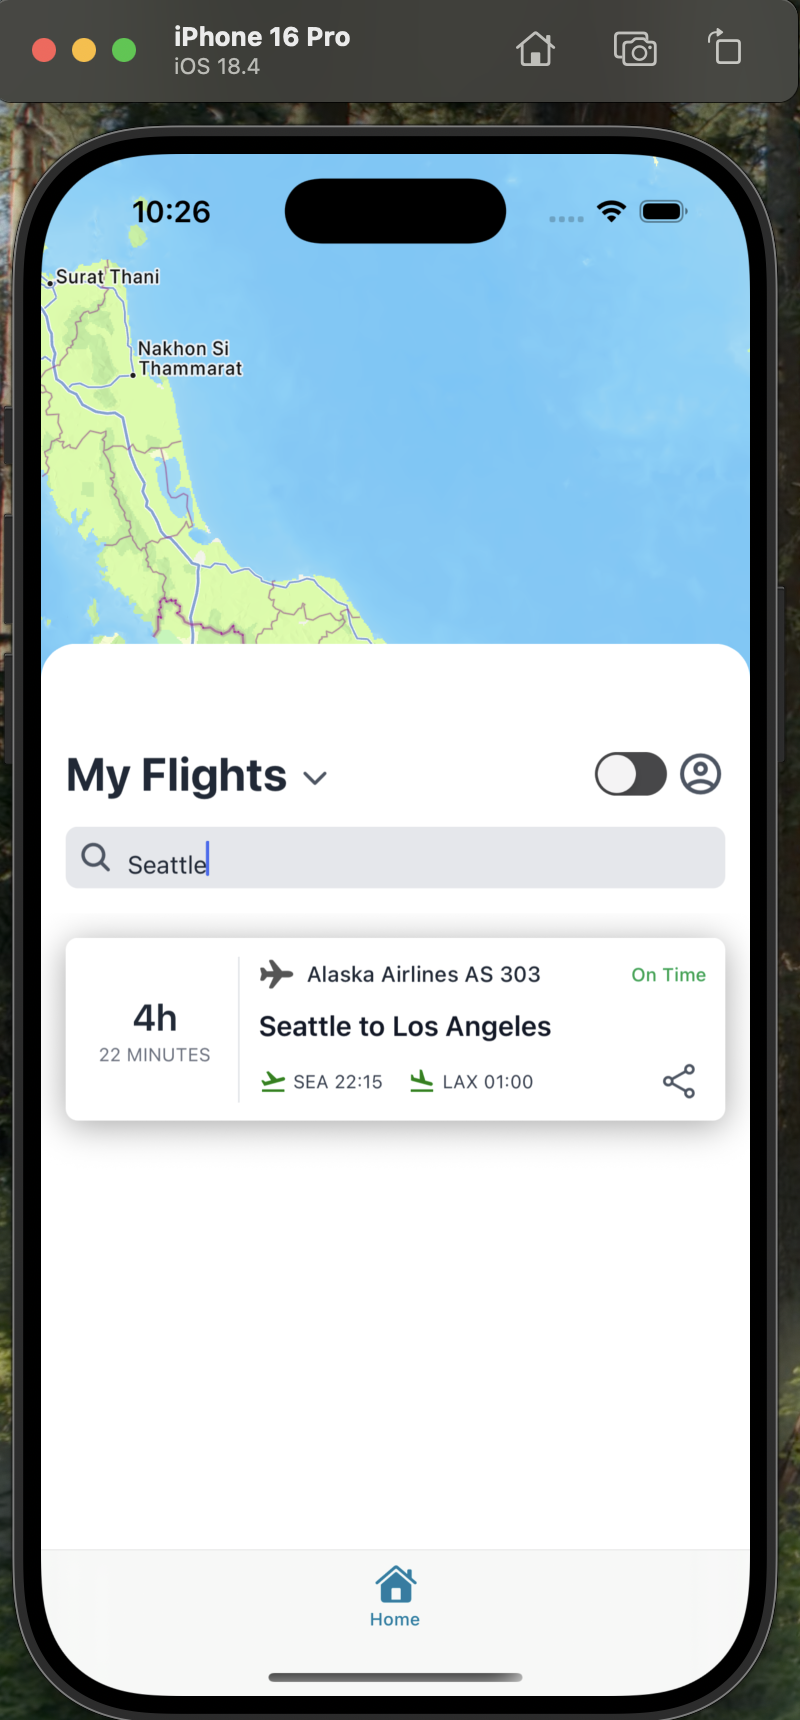 iPhone 16 Pro
iOS 18.4
10:26
Surat Thani
Nakhon Si
Thammarat
My Flights
Seattle
4h
22 MINUTES
Alaska Airlines AS 303
On Time
Seattle to Los Angeles
SEA 22:15 LAX 01:00
Home